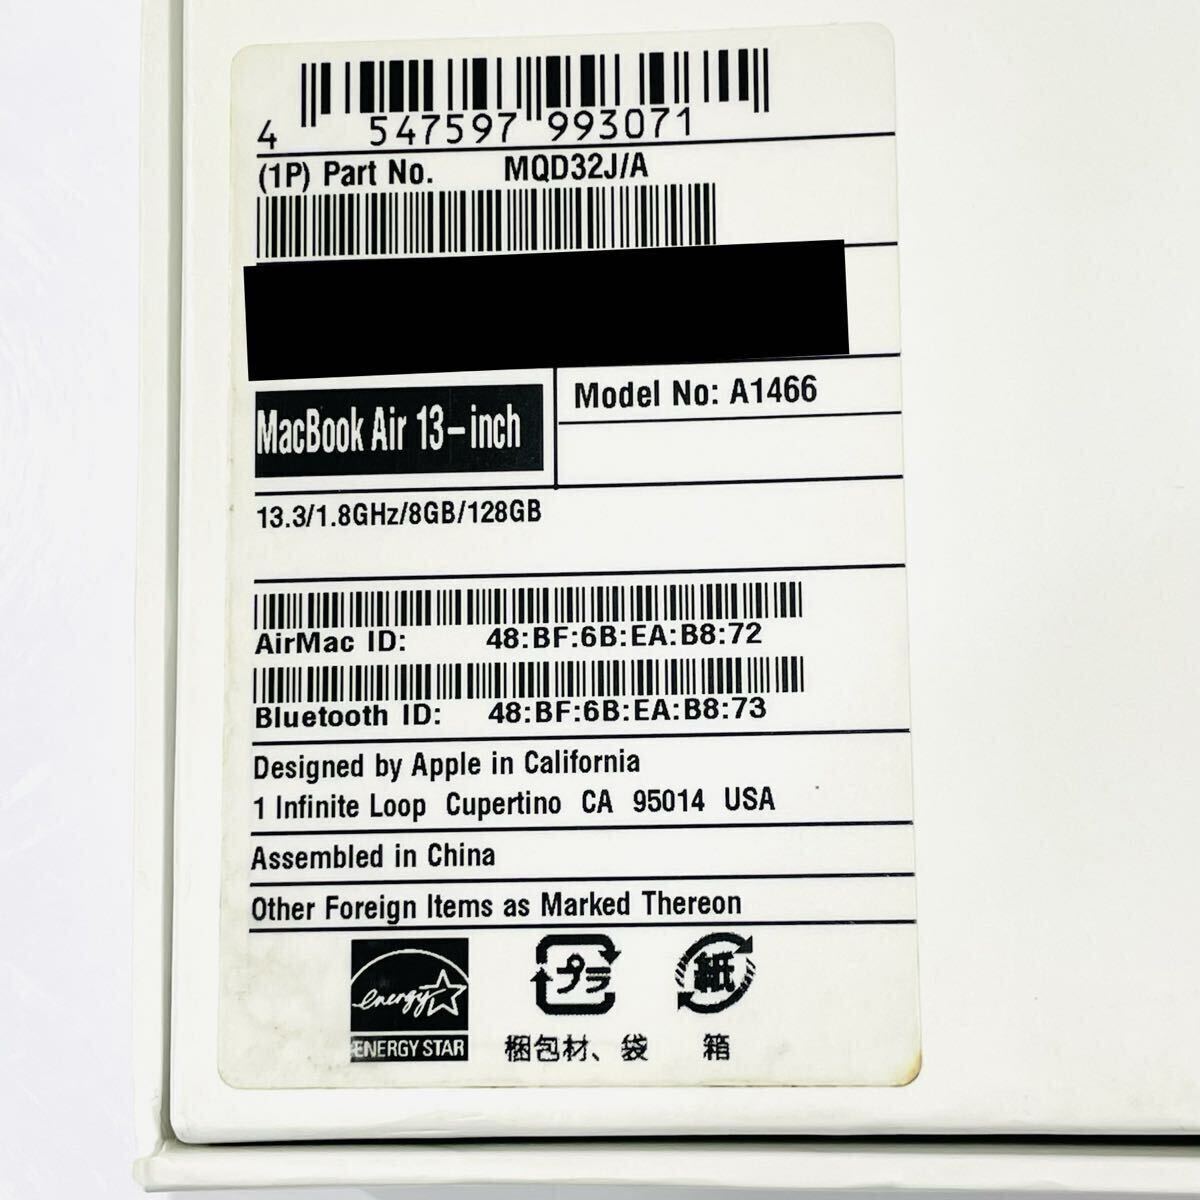 4 547597 993071
(1P) Part No. MQD32J/A
MacBook Air 13-inch
Model No: A1466
13.3/1.8GHz/8GB/128GB
AirMac ID: 48:BF:6B:EA:B8:72
Bluetooth ID: 48:BF:6B:EA:B8:73
Designed by Apple in California
1 Infinite Loop Cupertino CA 95014 USA
Assembled in China
Other Foreign Items as Marked Thereon
energy
ENERGY STAR
プラ
梱包材、袋
紙
箱